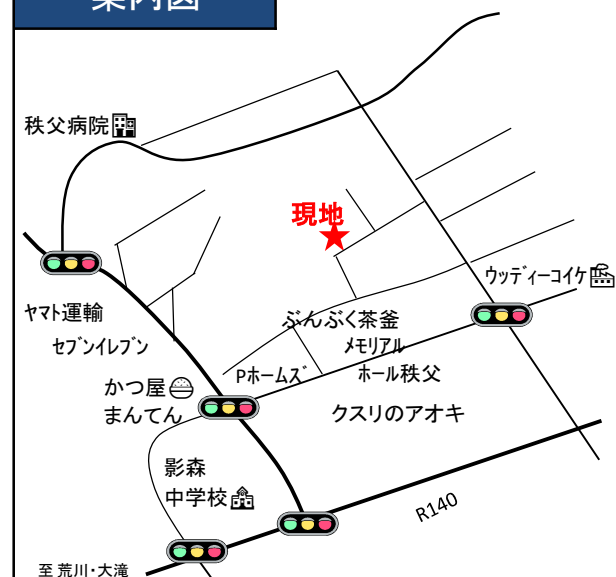 案内図
秩父病院
現地
ウッディーコイケ
ヤマト運輸
セブンイレブン
ぶんぶく茶釜
メモリアル
ホール秩父
Pホームズ
かつ屋
まんてん
クスリのアオキ
影森
中学校
R140
至 荒川・大滝